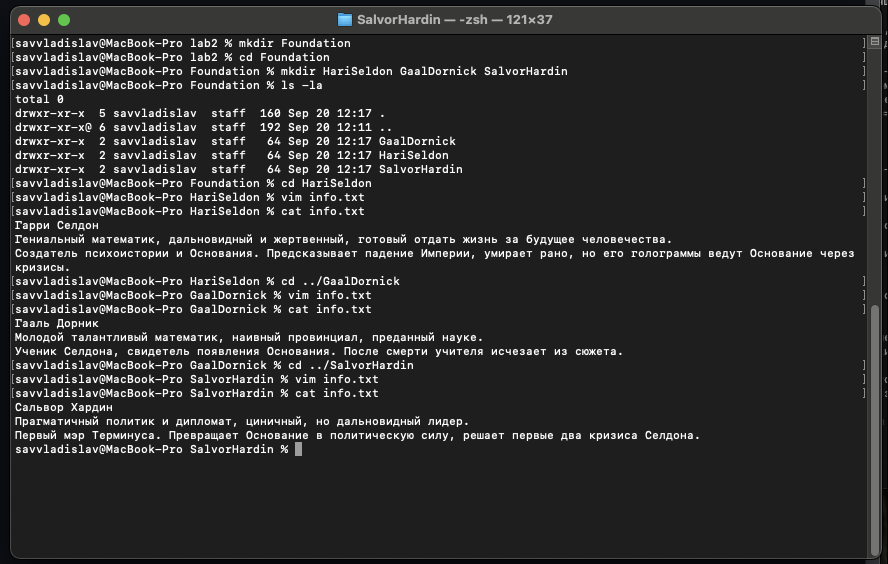 SalvorHardin — -zsh — 121×37
[savvladislav@MacBook-Pro lab2 % mkdir Foundation ]
[savvladislav@MacBook-Pro lab2 % cd Foundation ]
[savvladislav@MacBook-Pro Foundation % mkdir HariSeldon GaalDornick SalvorHardin ]
[savvladislav@MacBook-Pro Foundation % ls -la ]
total 0
drwxr-xr-x  5 savvladislav  staff  160 Sep 20 12:17 .
drwxr-xr-x@ 6 savvladislav  staff  192 Sep 20 12:11 ..
drwxr-xr-x  2 savvladislav  staff   64 Sep 20 12:17 GaalDornick
drwxr-xr-x  2 savvladislav  staff   64 Sep 20 12:17 HariSeldon
drwxr-xr-x  2 savvladislav  staff   64 Sep 20 12:17 SalvorHardin
[savvladislav@MacBook-Pro Foundation % cd HariSeldon ]
[savvladislav@MacBook-Pro HariSeldon % vim info.txt ]
[savvladislav@MacBook-Pro HariSeldon % cat info.txt ]
Гарри Селдон
Гениальный математик, дальновидный и жертвенный, готовый отдать жизнь за будущее человечества.
Создатель психоистории и Основания. Предсказывает падение Империи, умирает рано, но его голограммы ведут Основание через
кризисы.
[savvladislav@MacBook-Pro HariSeldon % cd ../GaalDornick ]
[savvladislav@MacBook-Pro GaalDornick % vim info.txt ]
[savvladislav@MacBook-Pro GaalDornick % cat info.txt ]
Гааль Дорник
Молодой талантливый математик, наивный провинциал, преданный науке.
Ученик Селдона, свидетель появления Основания. После смерти учителя исчезает из сюжета.
[savvladislav@MacBook-Pro GaalDornick % cd ../SalvorHardin ]
[savvladislav@MacBook-Pro SalvorHardin % vim info.txt ]
[savvladislav@MacBook-Pro SalvorHardin % cat info.txt ]
Сальвор Хардин
Прагматичный политик и дипломат, циничный, но дальновидный лидер.
Первый мэр Терминуса. Превращает Основание в политическую силу, решает первые два кризиса Селдона.
savvladislav@MacBook-Pro SalvorHardin %